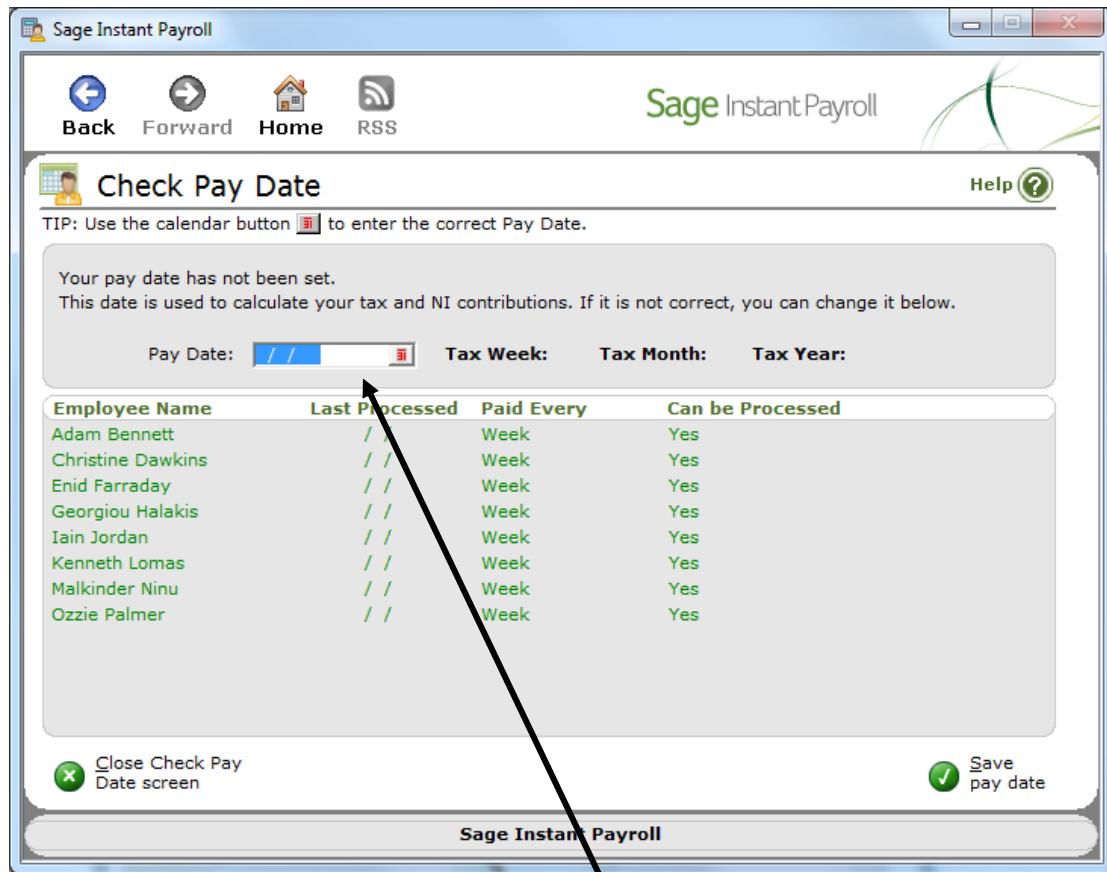 Sage Instant Payroll
Back Forward Home RSS
Sage Instant Payroll
Check Pay Date
Help ?
TIP: Use the calendar button 31 to enter the correct Pay Date.
Your pay date has not been set.
This date is used to calculate your tax and NI contributions. If it is not correct, you can change it below.
Pay Date: / / 31 Tax Week: Tax Month: Tax Year:
Employee Name Last Processed Paid Every Can be Processed
Adam Bennett / / Week Yes
Christine Dawkins / / Week Yes
Enid Farraday / / Week Yes
Georgiou Halakis / / Week Yes
Iain Jordan / / Week Yes
Kenneth Lomas / / Week Yes
Malkinder Ninu / / Week Yes
Ozzie Palmer / / Week Yes
Close Check Pay
Date screen
Save
pay date
Sage Instant Payroll